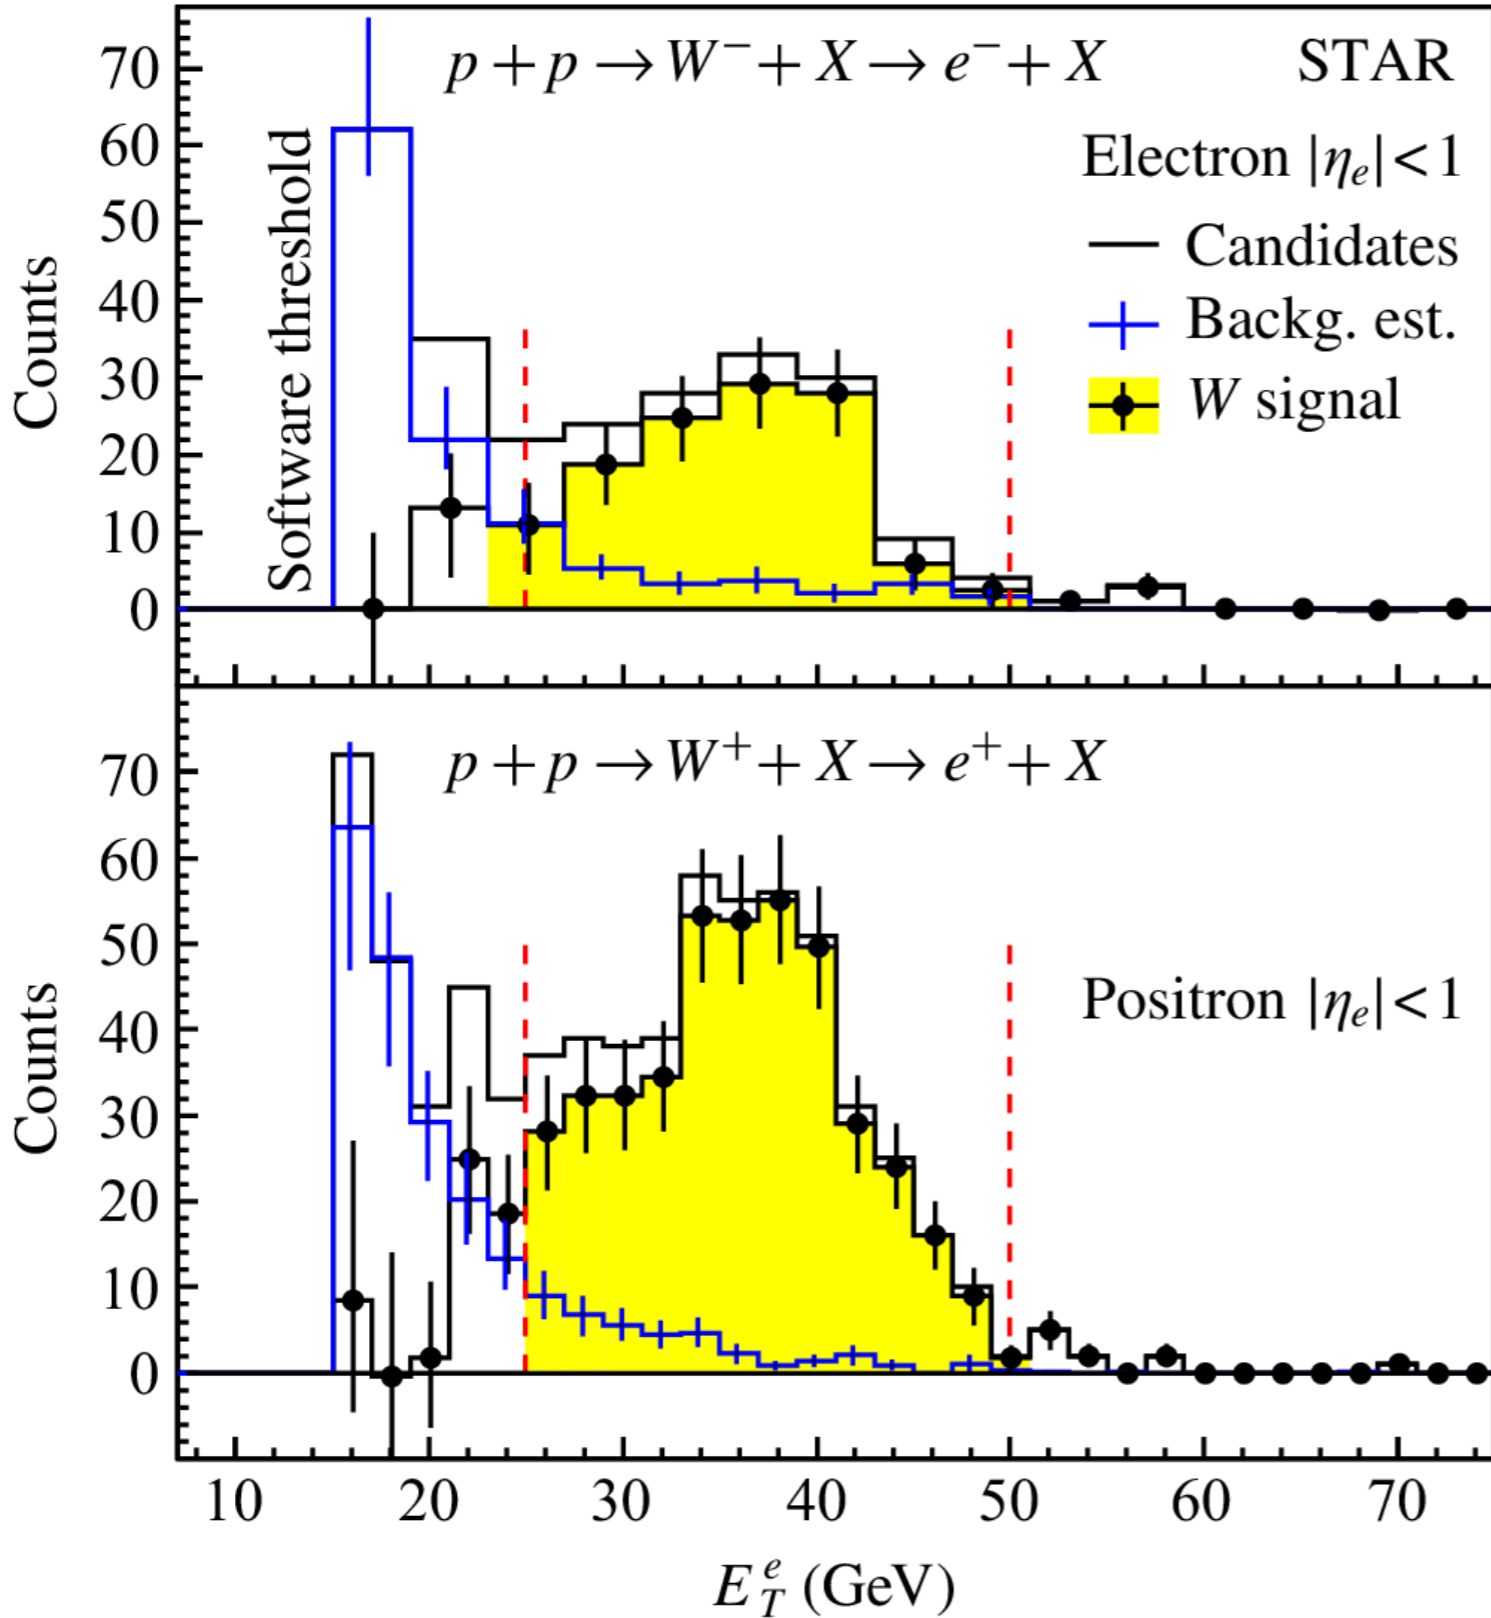 p + p → W⁻ + X → e⁻ + X
STAR
Electron |ηₑ| < 1
Candidates
Backg. est.
W signal
Software threshold
Counts
70
60
50
40
30
20
10
0
p + p → W⁺ + X → e⁺ + X
Positron |ηₑ| < 1
Counts
70
60
50
40
30
20
10
0
10 20 30 40 50 60 70
E_T^e (GeV)